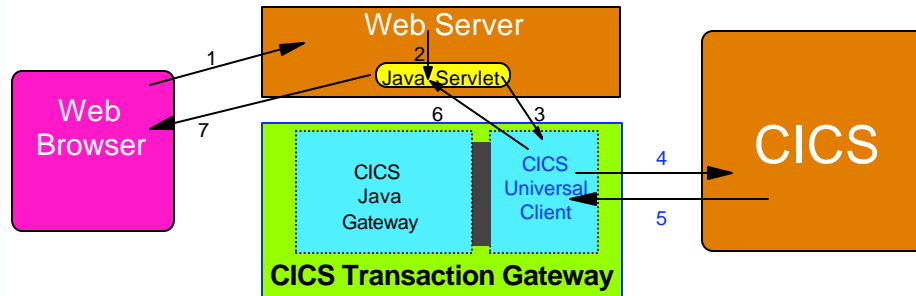 Web Server
1
2
Java Servlet
Web
Browser
7
6
3
CICS
Java
Gateway
CICS
Universal
Client
4
5
CICS
CICS Transaction Gateway